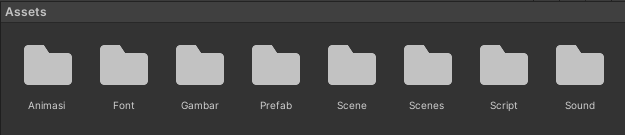 Assets
Animasi Font Gambar Prefab Scene Scenes Script Sound